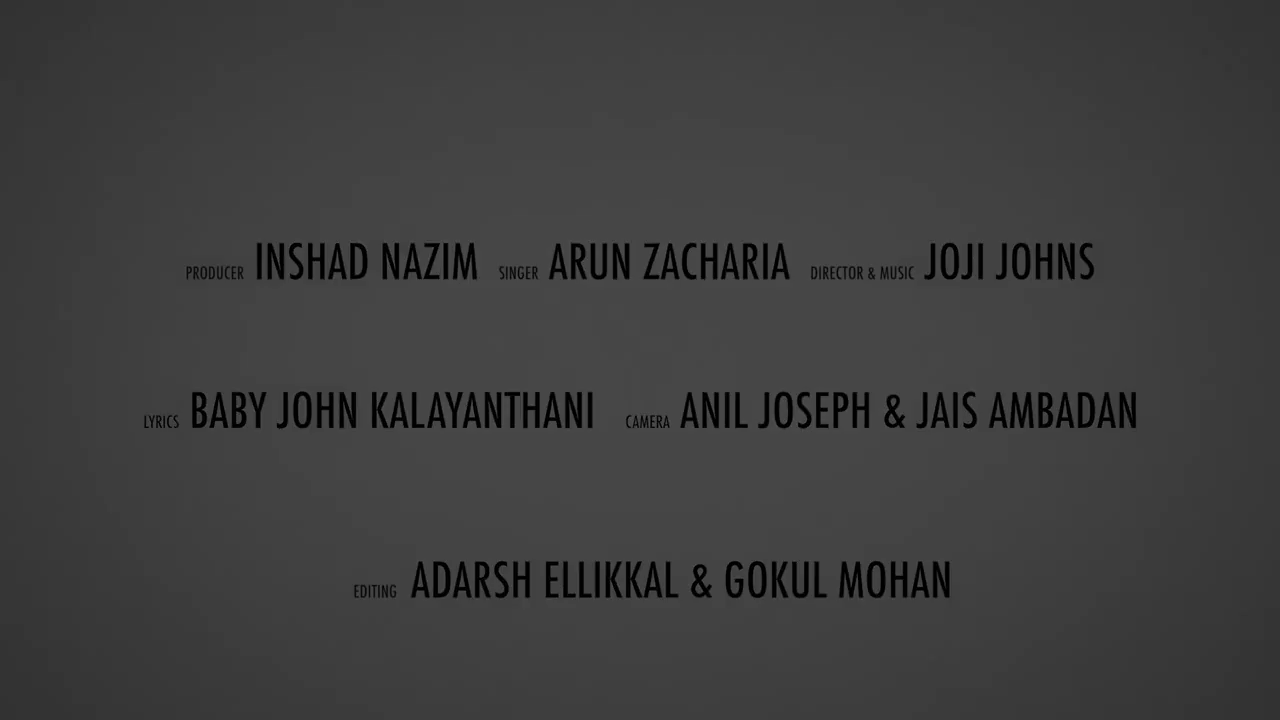 PRODUCER INSHAD NAZIM SINGER ARUN ZACHARIA DIRECTOR & MUSIC JOJI JOHNS
LYRICS BABY JOHN KALAYANTHANI CAMERA ANIL JOSEPH & JAIS AMBADAN
EDITING ADARSH ELLIKKAL & GOKUL MOHAN